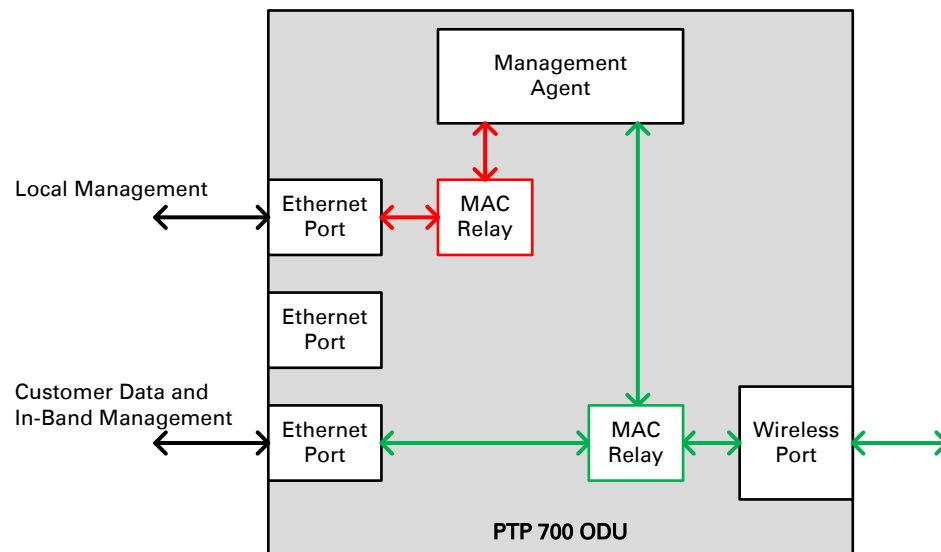 Management
Agent
Local Management
Ethernet
Port
MAC
Relay
Ethernet
Port
Customer Data and
In-Band Management
Ethernet
Port
MAC
Relay
Wireless
Port
PTP 700 ODU